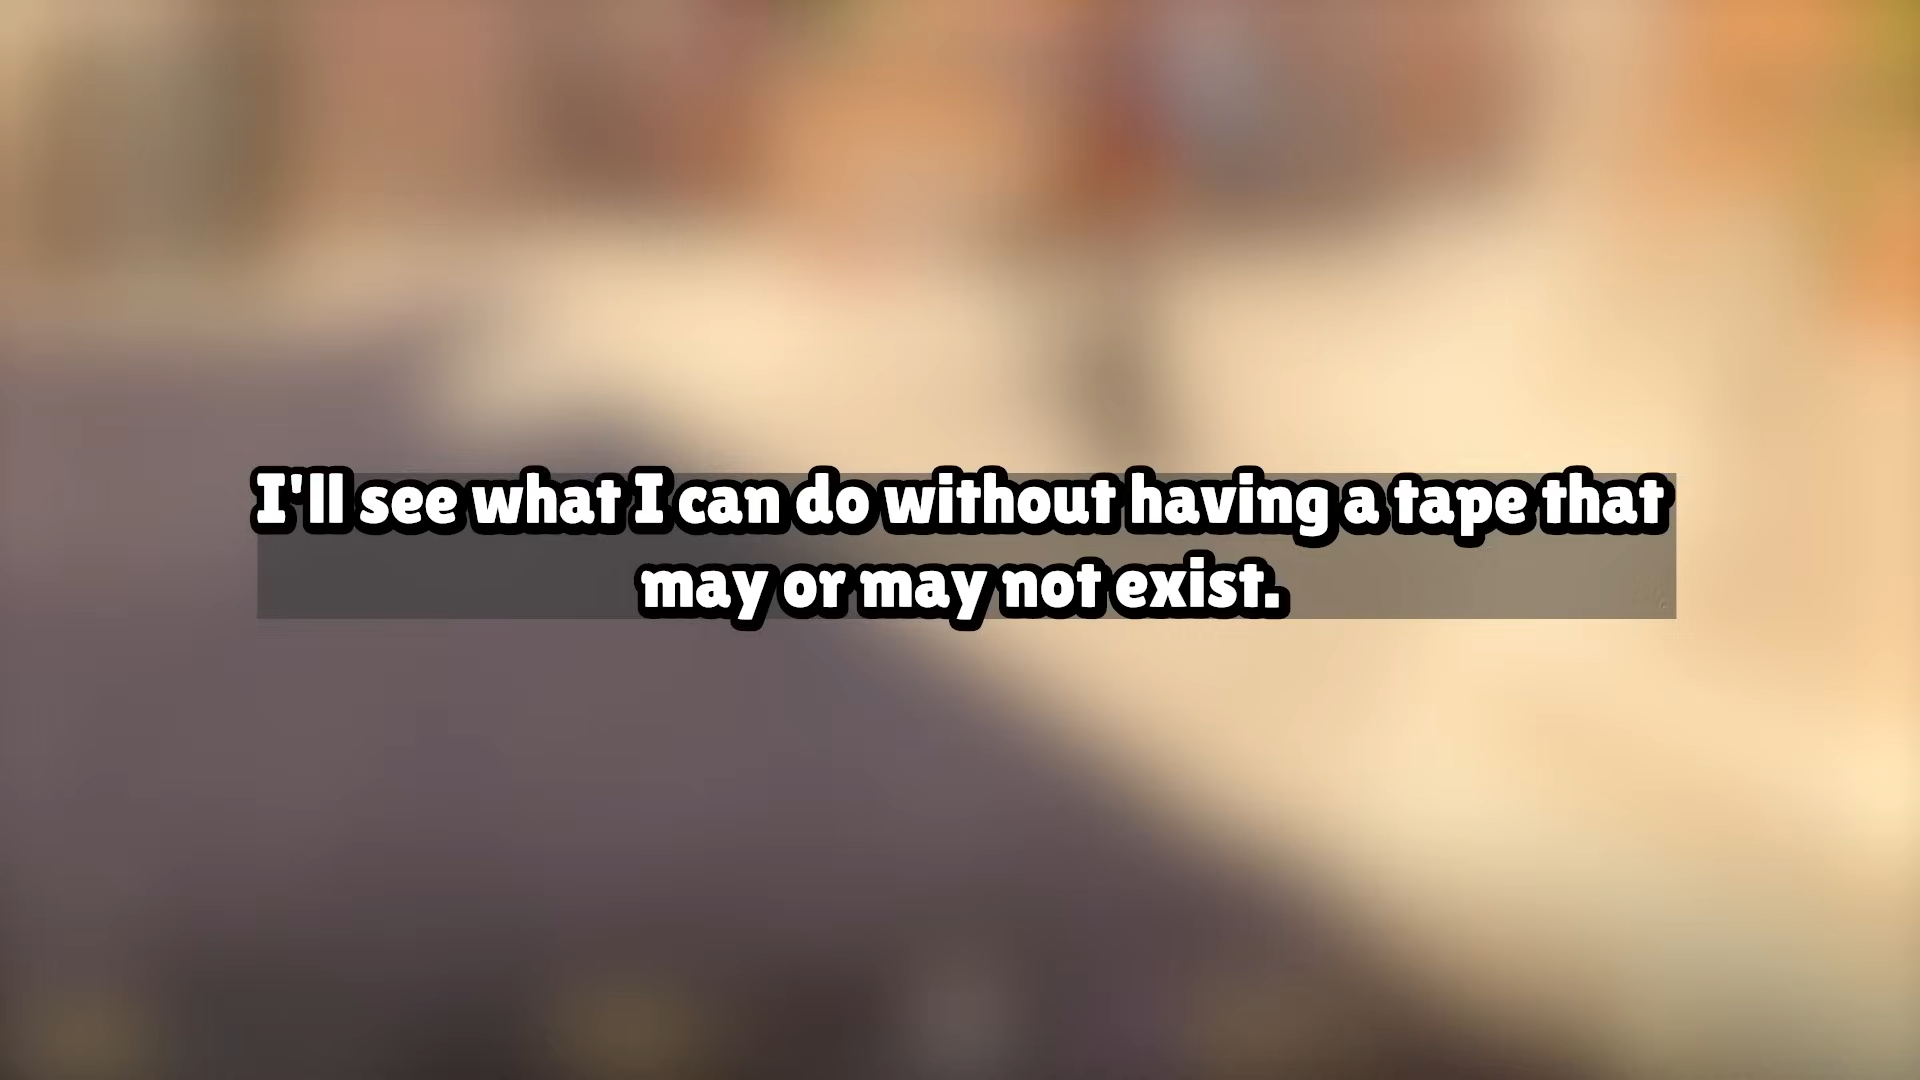 I'll see what I can do without having a tape that
may or may not exist.